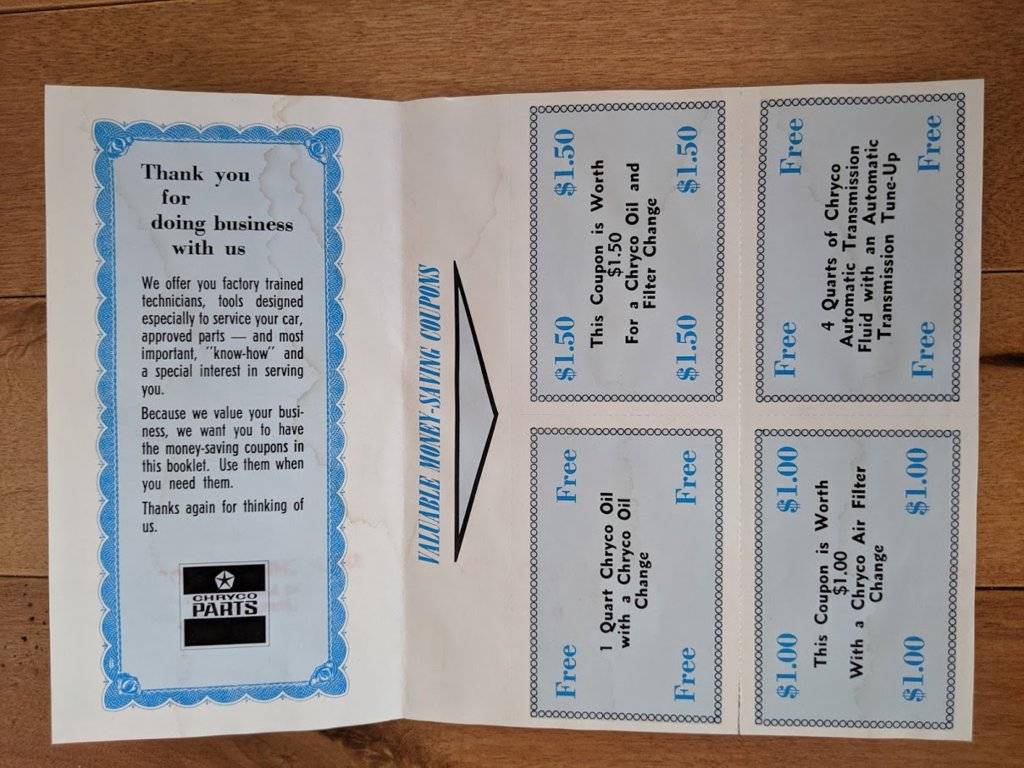 Thank you
for
doing business
with us
We offer you factory trained
technicians, tools designed
especially to service your car,
approved parts — and most
important, "know-how" and
a special interest in serving
you.
Because we value your busi-
ness, we want you to have
the money-saving coupons in
this booklet. Use them when
you need them.
Thanks again for thinking of
us.
CHRYCO
PARTS
VALUABLE MONEY-SAVING COUPONS
Free Free
1 Quart Chryco Oil
with a Chryco Oil
Change
Free Free
$1.50 $1.50
This Coupon is Worth
$1.50
For a Chryco Oil and
Filter Change
$1.50 $1.50
$1.00 $1.00
This Coupon is Worth
$1.00
With a Chryco Air Filter
Change
$1.00 $1.00
Free Free
4 Quarts of Chryco
Automatic Transmission
Fluid with an Automatic
Transmission Tune-Up
Free Free